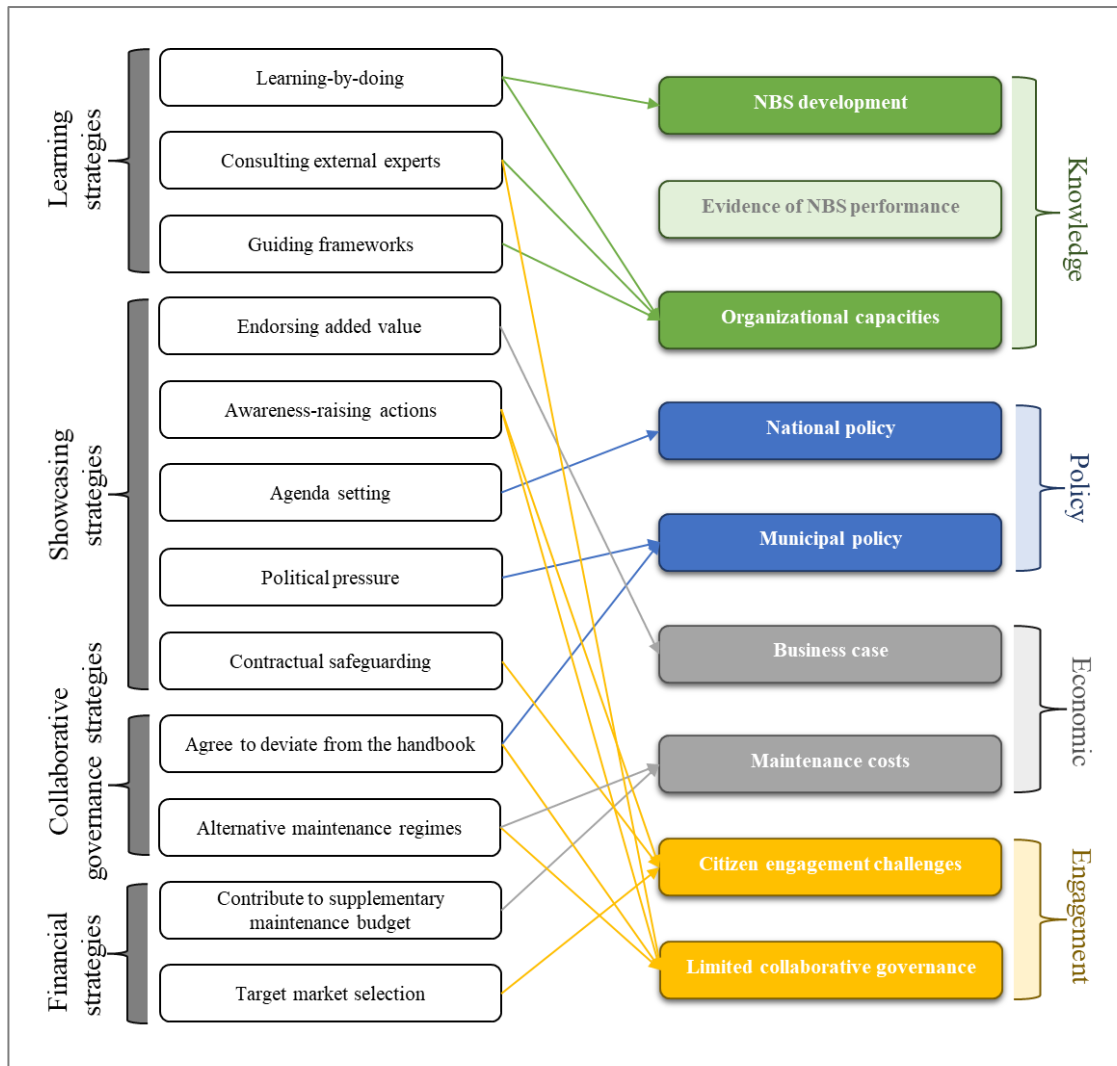 Learning
strategies
Learning-by-doing
Consulting external experts
Guiding frameworks
Showcasing
strategies
Endorsing added value
Awareness-raising actions
Agenda setting
Political pressure
Contractual safeguarding
Collaborative
governance strategies
Agree to deviate from the handbook
Alternative maintenance regimes
Financial
strategies
Contribute to supplementary
maintenance budget
Target market selection
NBS development
Evidence of NBS performance
Organizational capacities
Knowledge
National policy
Municipal policy
Policy
Business case
Maintenance costs
Economic
Citizen engagement challenges
Limited collaborative governance
Engagement